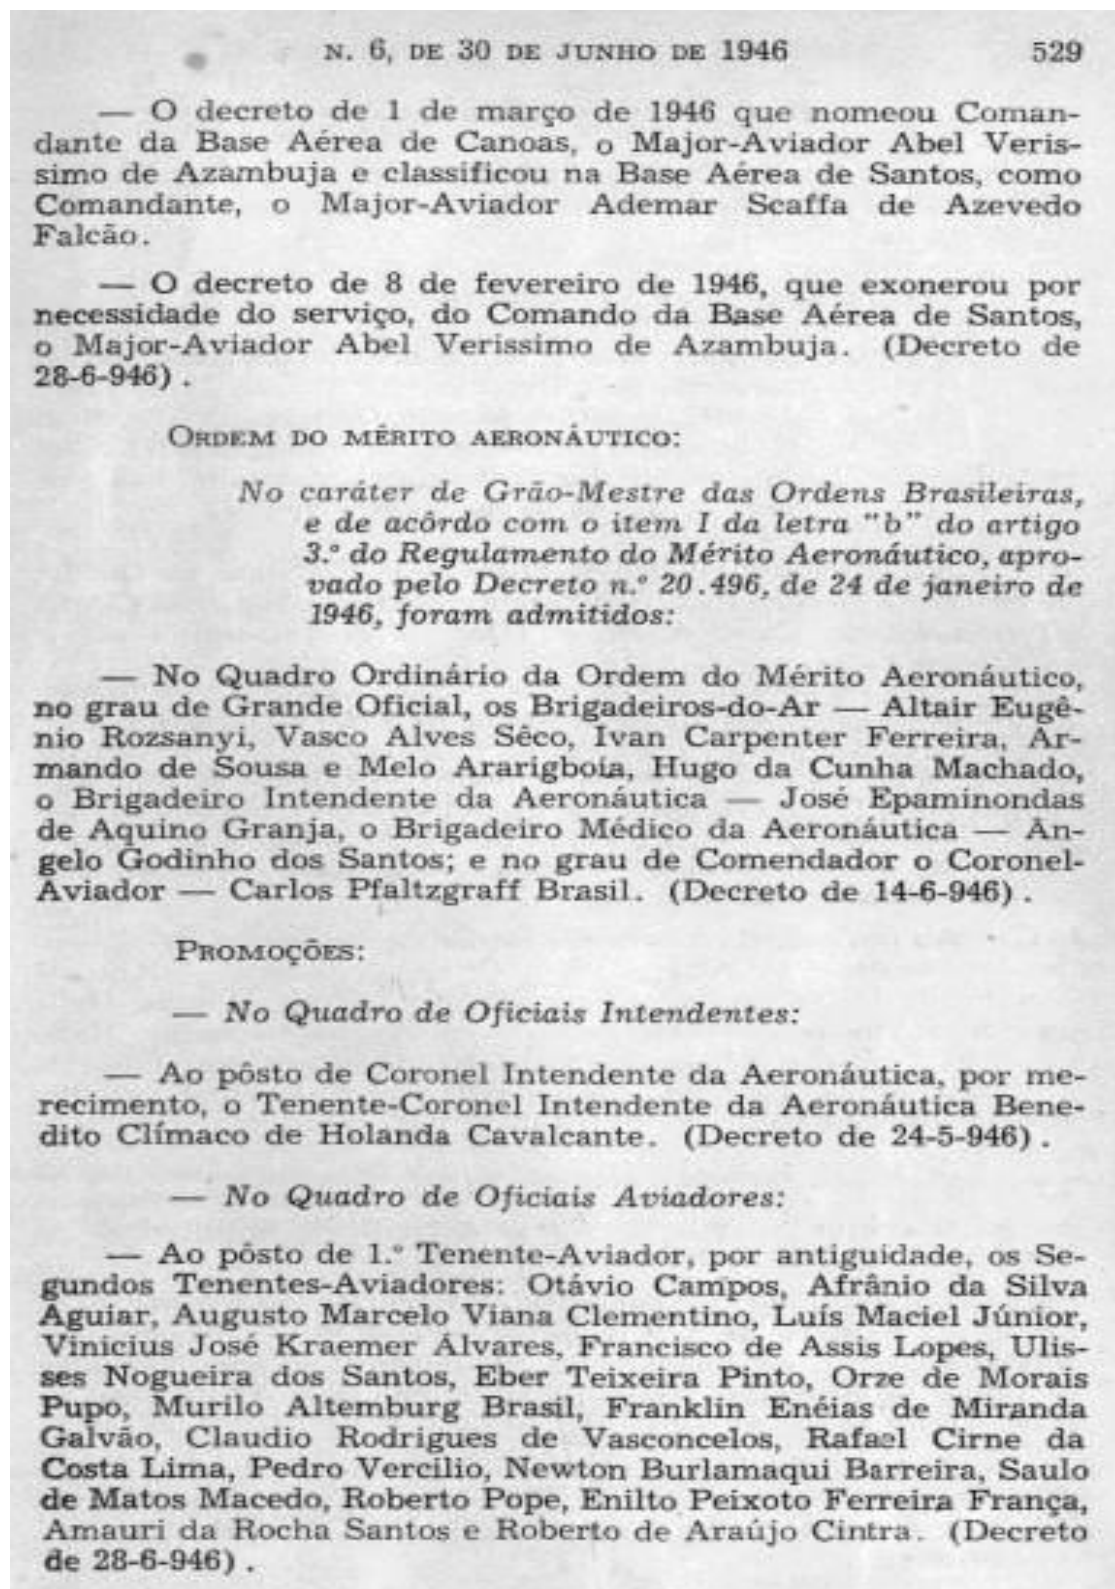 N. 6, DE 30 DE JUNHO DE 1946 529
— O decreto de 1 de março de 1946 que nomeou Coman-
dante da Base Aérea de Canoas, o Major-Aviador Abel Veris-
simo de Azambuja e classificou na Base Aérea de Santos, como
Comandante, o Major-Aviador Ademar Scaffa de Azevedo
Falcão.
— O decreto de 8 de fevereiro de 1946, que exonerou por
necessidade do serviço, do Comando da Base Aérea de Santos,
o Major-Aviador Abel Verissimo de Azambuja. (Decreto de
28-6-946).
ORDEM DO MÉRITO AERONÁUTICO:
No caráter de Grão-Mestre das Ordens Brasileiras,
e de acôrdo com o item I da letra "b" do artigo
3.º do Regulamento do Mérito Aeronáutico, apro-
vado pelo Decreto n.º 20.496, de 24 de janeiro de
1946, foram admitidos:
— No Quadro Ordinário da Ordem do Mérito Aeronáutico,
no grau de Grande Oficial, os Brigadeiros-do-Ar — Altair Eugê-
nio Rozsanyi, Vasco Alves Sêco, Ivan Carpenter Ferreira, Ar-
mando de Sousa e Melo Ararigboia, Hugo da Cunha Machado,
o Brigadeiro Intendente da Aeronáutica — José Epaminondas
de Aquino Granja, o Brigadeiro Médico da Aeronáutica — Ân-
gelo Godinho dos Santos; e no grau de Comendador o Coronel-
Aviador — Carlos Pfaltzgraff Brasil. (Decreto de 14-6-946).
PROMOÇÕES:
— No Quadro de Oficiais Intendentes:
— Ao pôsto de Coronel Intendente da Aeronáutica, por me-
recimento, o Tenente-Coronel Intendente da Aeronáutica Bene-
dito Clímaco de Holanda Cavalcante. (Decreto de 24-5-946).
— No Quadro de Oficiais Aviadores:
— Ao pôsto de 1.º Tenente-Aviador, por antiguidade, os Se-
gundos Tenentes-Aviadores: Otávio Campos, Afrânio da Silva
Aguiar, Augusto Marcelo Viana Clementino, Luís Maciel Júnior,
Vinicius José Kraemer Álvares, Francisco de Assis Lopes, Ulis-
ses Nogueira dos Santos, Eber Teixeira Pinto, Orze de Morais
Pupo, Murilo Altemburg Brasil, Franklin Enéias de Miranda
Galvão, Claudio Rodrigues de Vasconcelos, Rafael Cirne da
Costa Lima, Pedro Vercilio, Newton Burlamaqui Barreira, Saulo
de Matos Macedo, Roberto Pope, Enilto Peixoto Ferreira França,
Amauri da Rocha Santos e Roberto de Araújo Cintra. (Decreto
de 28-6-946).